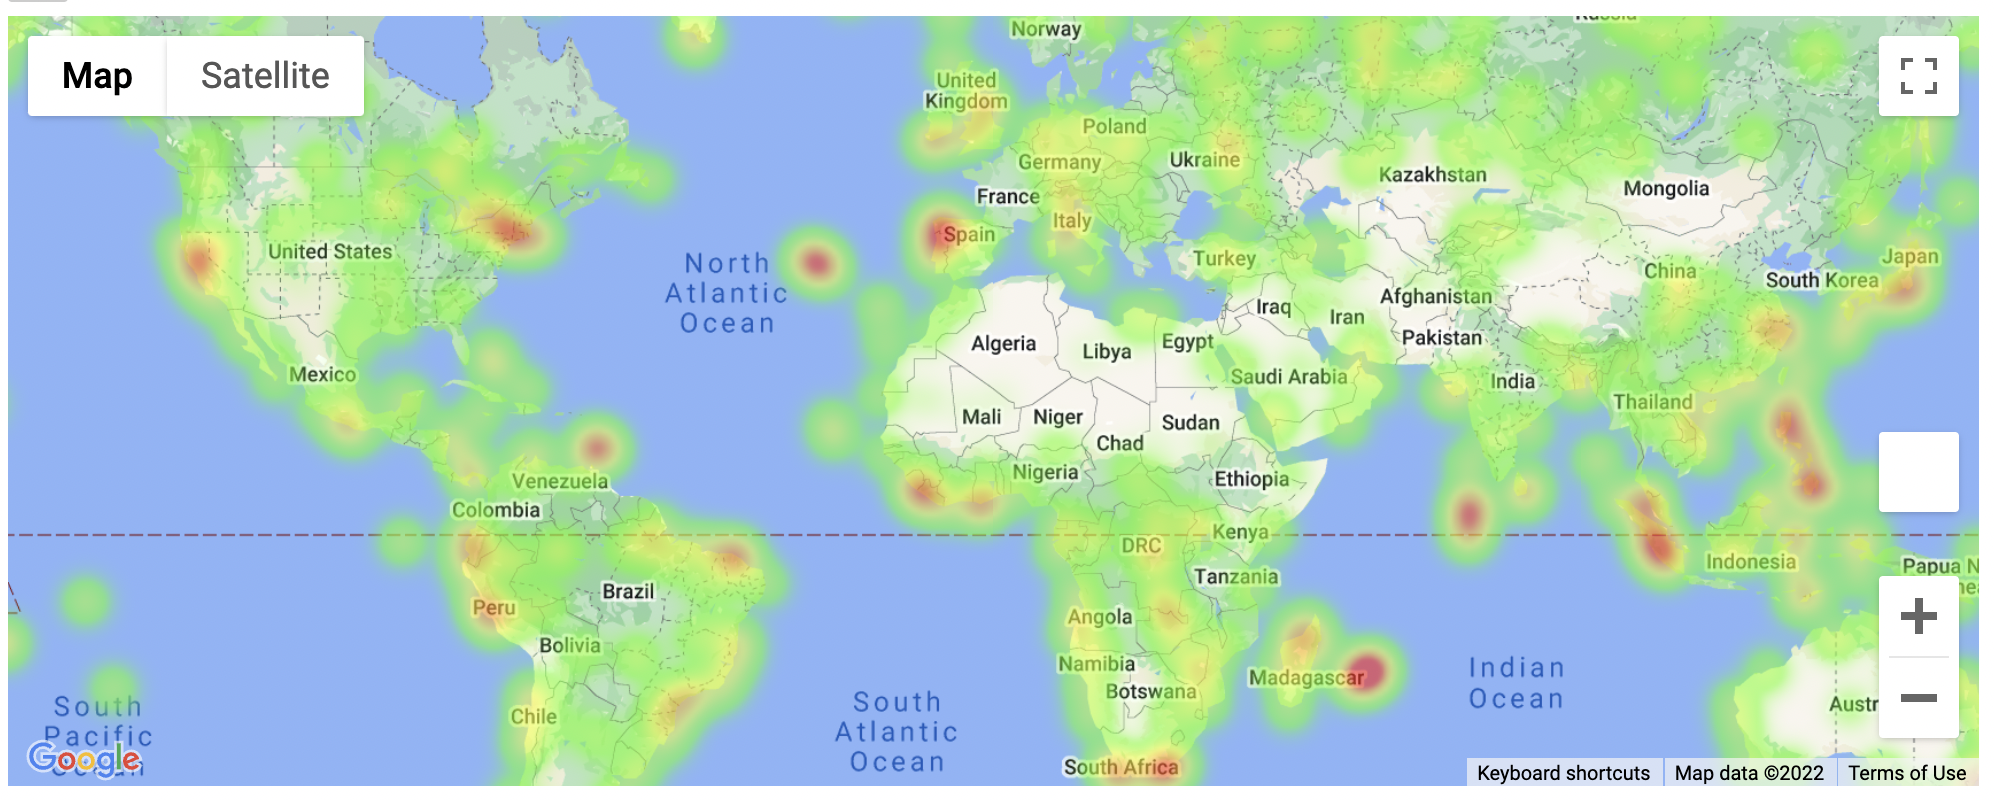 Russia
Norway
Map
Satellite
United
Kingdom
Poland
Germany
Ukraine
Kazakhstan
Mongolia
France
Italy
Spain
United States
Turkey
China
Japan
South Korea
North
Atlantic
Ocean
Iraq
Iran
Afghanistan
Pakistan
Algeria
Libya
Egypt
Mexico
Saudi Arabia
India
Thailand
Mali
Niger
Chad
Sudan
Nigeria
Ethiopia
Venezuela
Colombia
DRC
Kenya
Indonesia
Papua N
Brazil
Tanzania
Peru
Angola
Bolivia
Namibia
Botswana
Madagascar
Indian
Ocean
South
Pacific
Ocean
Chile
South
Atlantic
Ocean
Austr
Google
South Africa
Keyboard shortcuts
Map data ©2022
Terms of Use